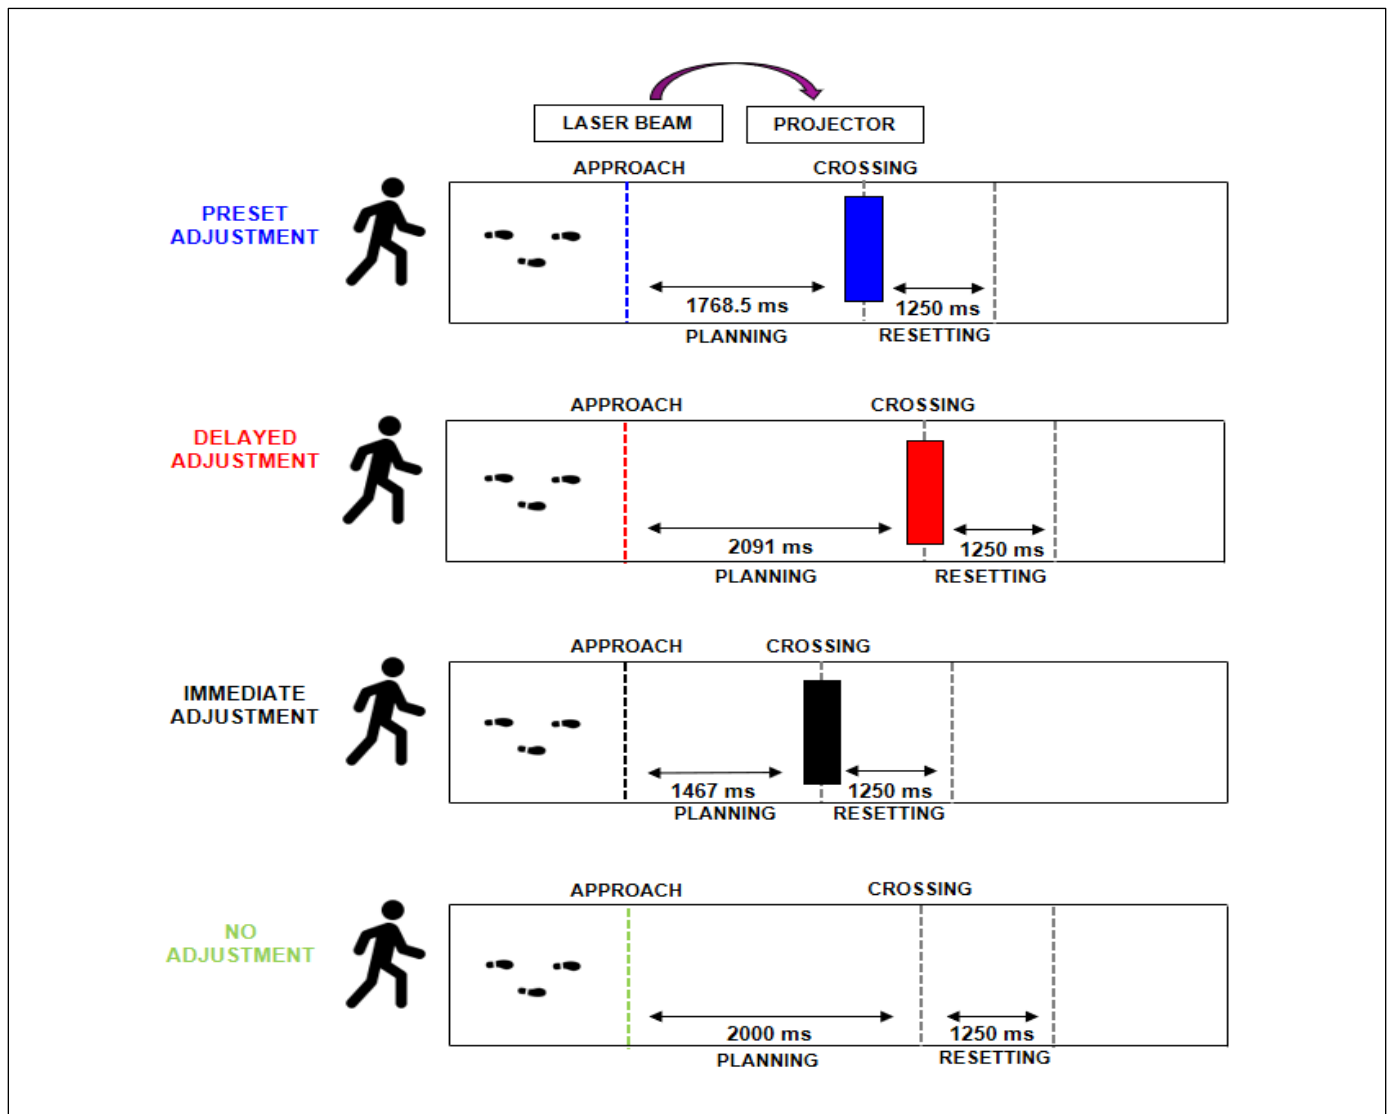 LASER BEAM
PROJECTOR
APPROACH
CROSSING
PRESET
ADJUSTMENT
1768.5 ms
1250 ms
PLANNING
RESETTING
APPROACH
CROSSING
DELAYED
ADJUSTMENT
2091 ms
1250 ms
PLANNING
RESETTING
APPROACH
CROSSING
IMMEDIATE
ADJUSTMENT
1467 ms
1250 ms
PLANNING
RESETTING
APPROACH
CROSSING
NO
ADJUSTMENT
2000 ms
1250 ms
PLANNING
RESETTING